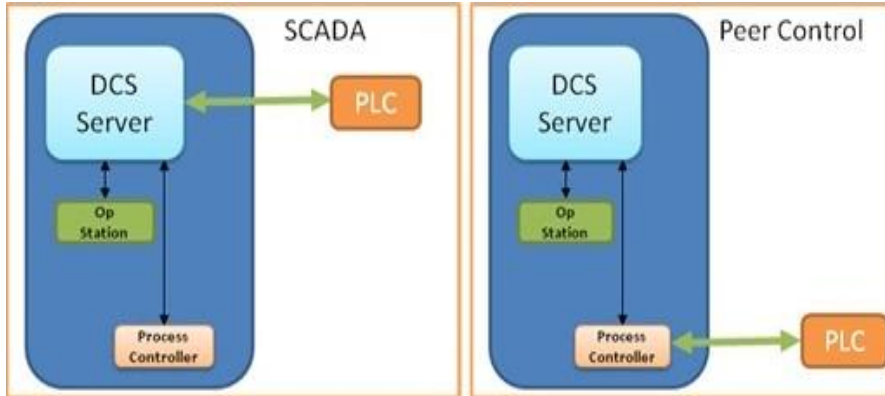 SCADA
DCS
Server
PLC
Op
Station
Process
Controller
Peer Control
DCS
Server
Op
Station
Process
Controller
PLC